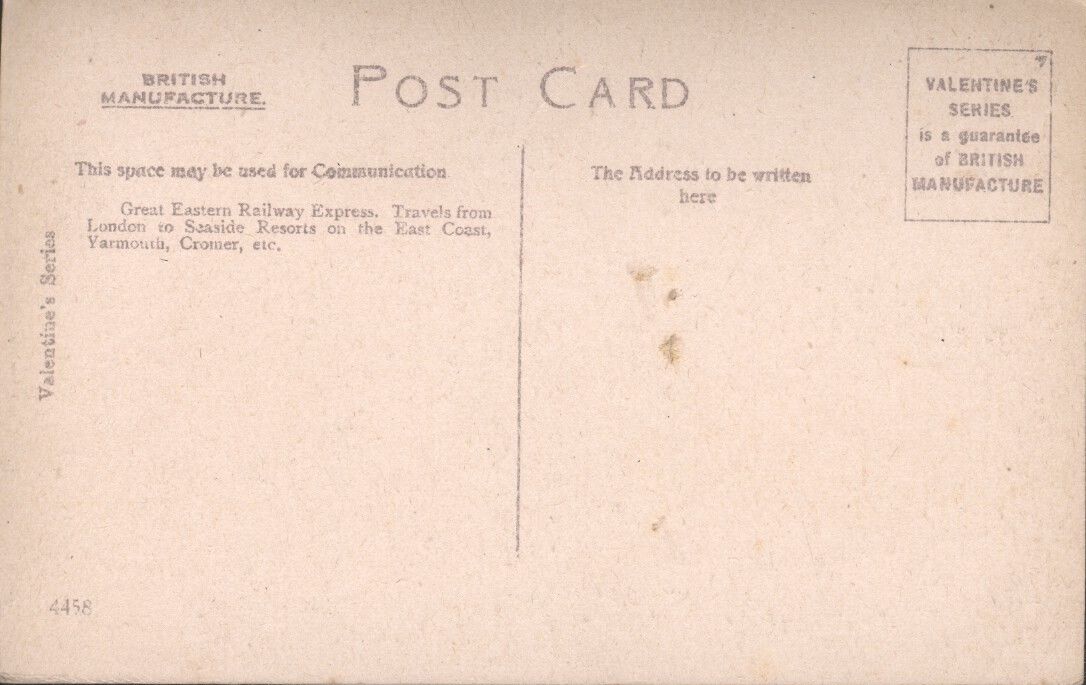 BRITISH
MANUFACTURE.
POST CARD
VALENTINE'S
SERIES
is a guarantee
of BRITISH
MANUFACTURE
This space may be used for Communication
The Address to be written
here
Great Eastern Railway Express. Travels from
London to Seaside Resorts on the East Coast,
Yarmouth, Cromer, etc.
Valentine's Series
4458